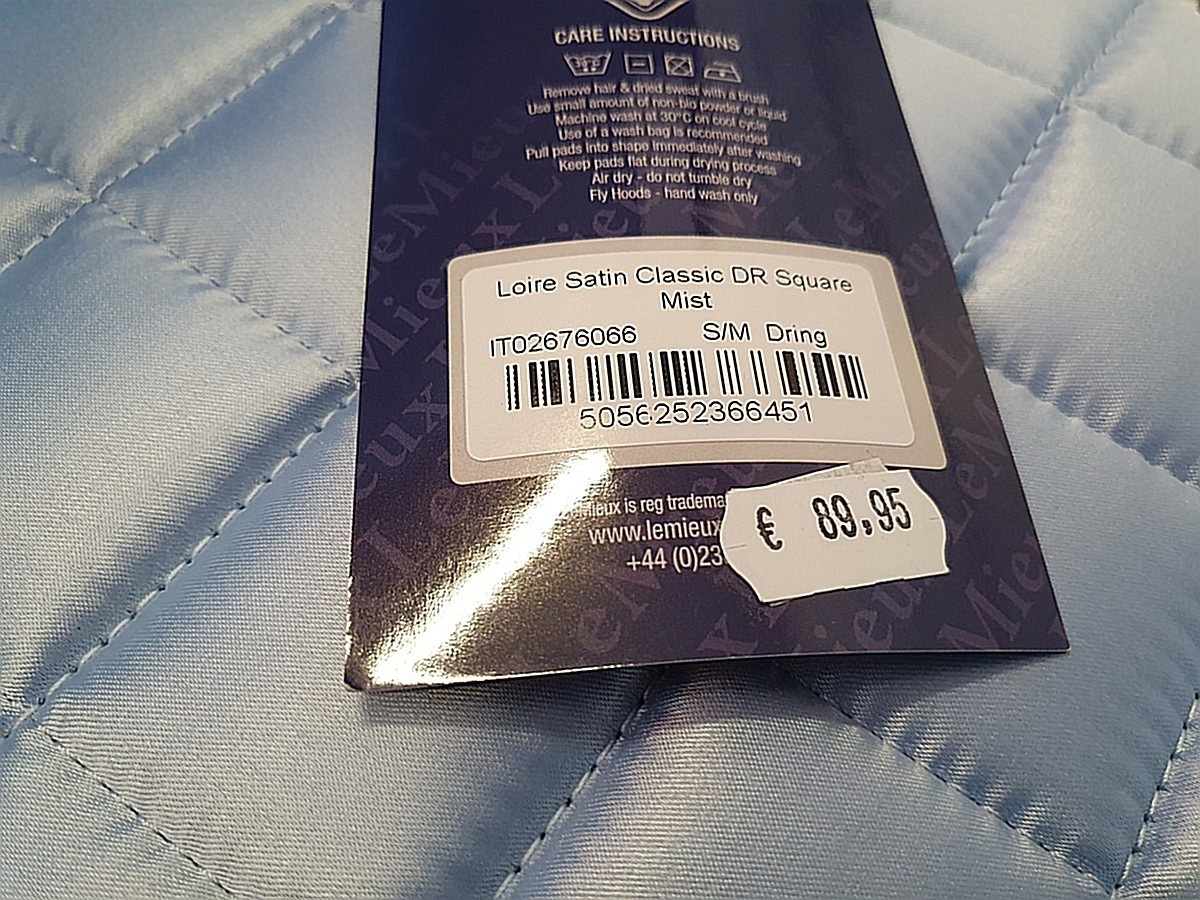 CARE INSTRUCTIONS
Remove hair & dried sweat with a brush
Use small amount of non-bio powder or liquid
Machine wash at 30°C on cool cycle
Use of a wash bag is recommended
Pull pads into shape immediately after washing
Keep pads flat during drying process
Air dry - do not tumble dry
Fly Hoods - hand wash only
Loire Satin Classic DR Square
Mist
IT02676066 S/M Dring
5056252366451
is reg
www.lemieux
+44 (0)23
€ 89,95